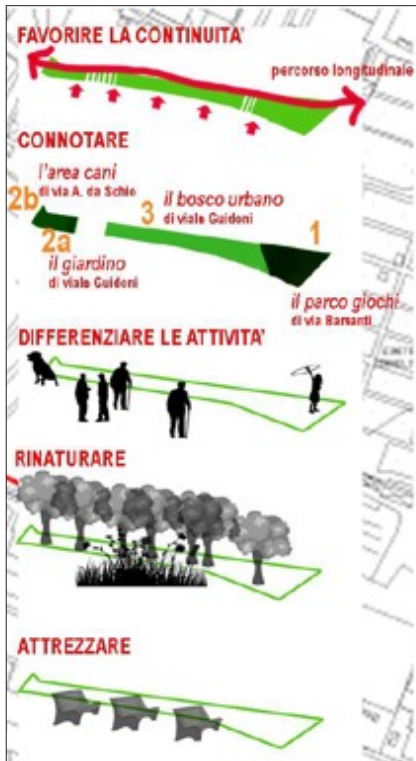 FAVORIRE LA CONTINUITA'
percorso longitudinale
CONNOTARE
l'area cani
di via A. da Schio
2b
2a
il giardino
di viale Guidoni
3
il bosco urbano
di viale Guidoni
1
il parco giochi
di via Barsanti
DIFFERENZIARE LE ATTIVITA'
RINATURARE
ATTREZZARE